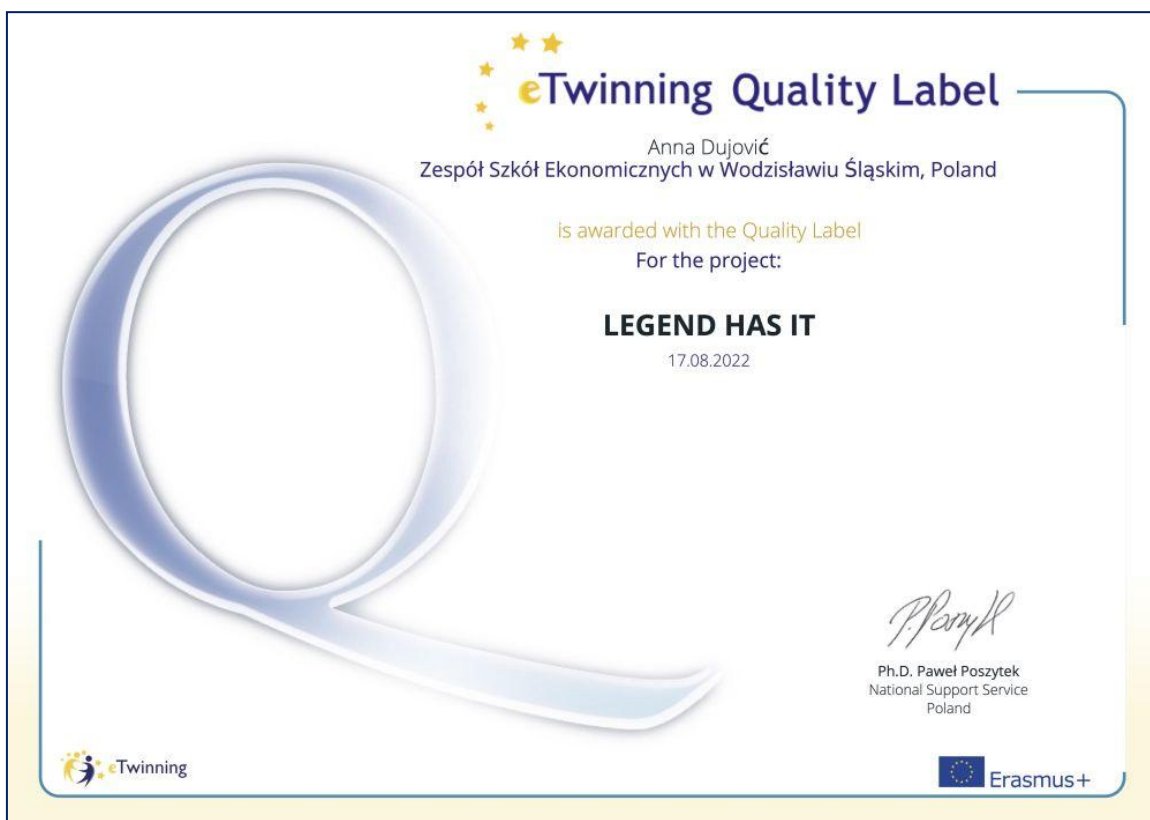 eTwinning Quality Label
Anna Dujović
Zespół Szkół Ekonomicznych w Wodzisławiu Śląskim, Poland
is awarded with the Quality Label
For the project:
LEGEND HAS IT
17.08.2022
Ph.D. Paweł Poszytek
National Support Service
Poland
eTwinning
Erasmus+